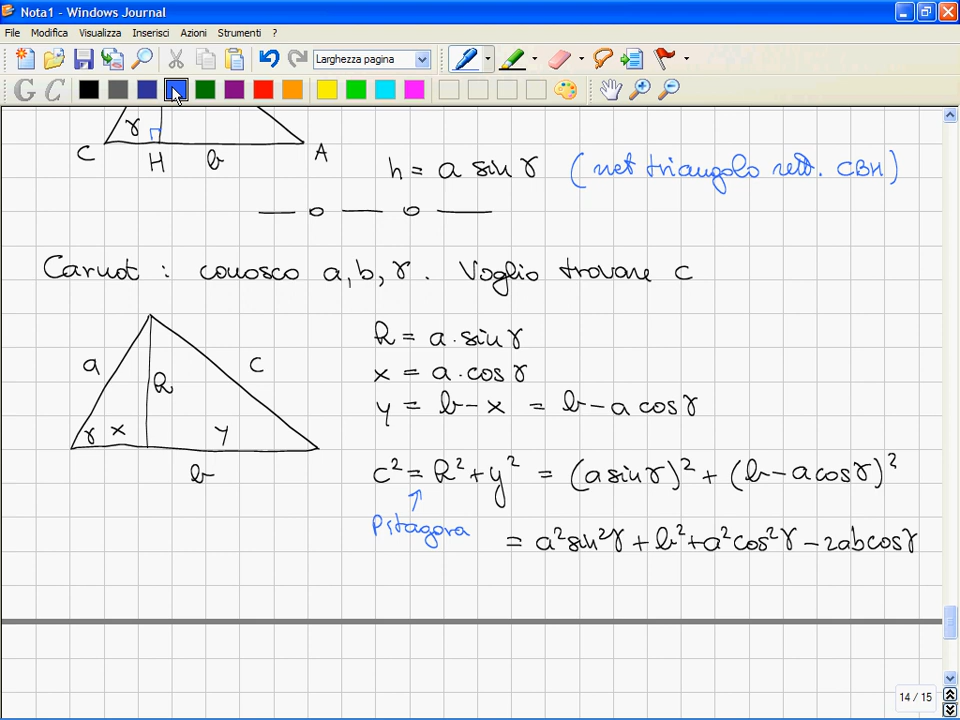 Nota1 - Windows Journal
File Modifica Visualizza Inserisci Azioni Strumenti ?
Larghezza pagina
G C
γ
C H b A
h = a sin γ (nel triangolo rett. CBH)
Carnot : conosco a, b, γ. Voglio trovare c
a c h
γ x y
b
h = a · sin γ
x = a · cos γ
y = b - x = b - a cos γ
c² = h² + y² = (a sin γ)² + (b - a cos γ)²
↑
Pitagora
= a² sin² γ + b² + a² cos² γ - 2ab cos γ
14 / 15